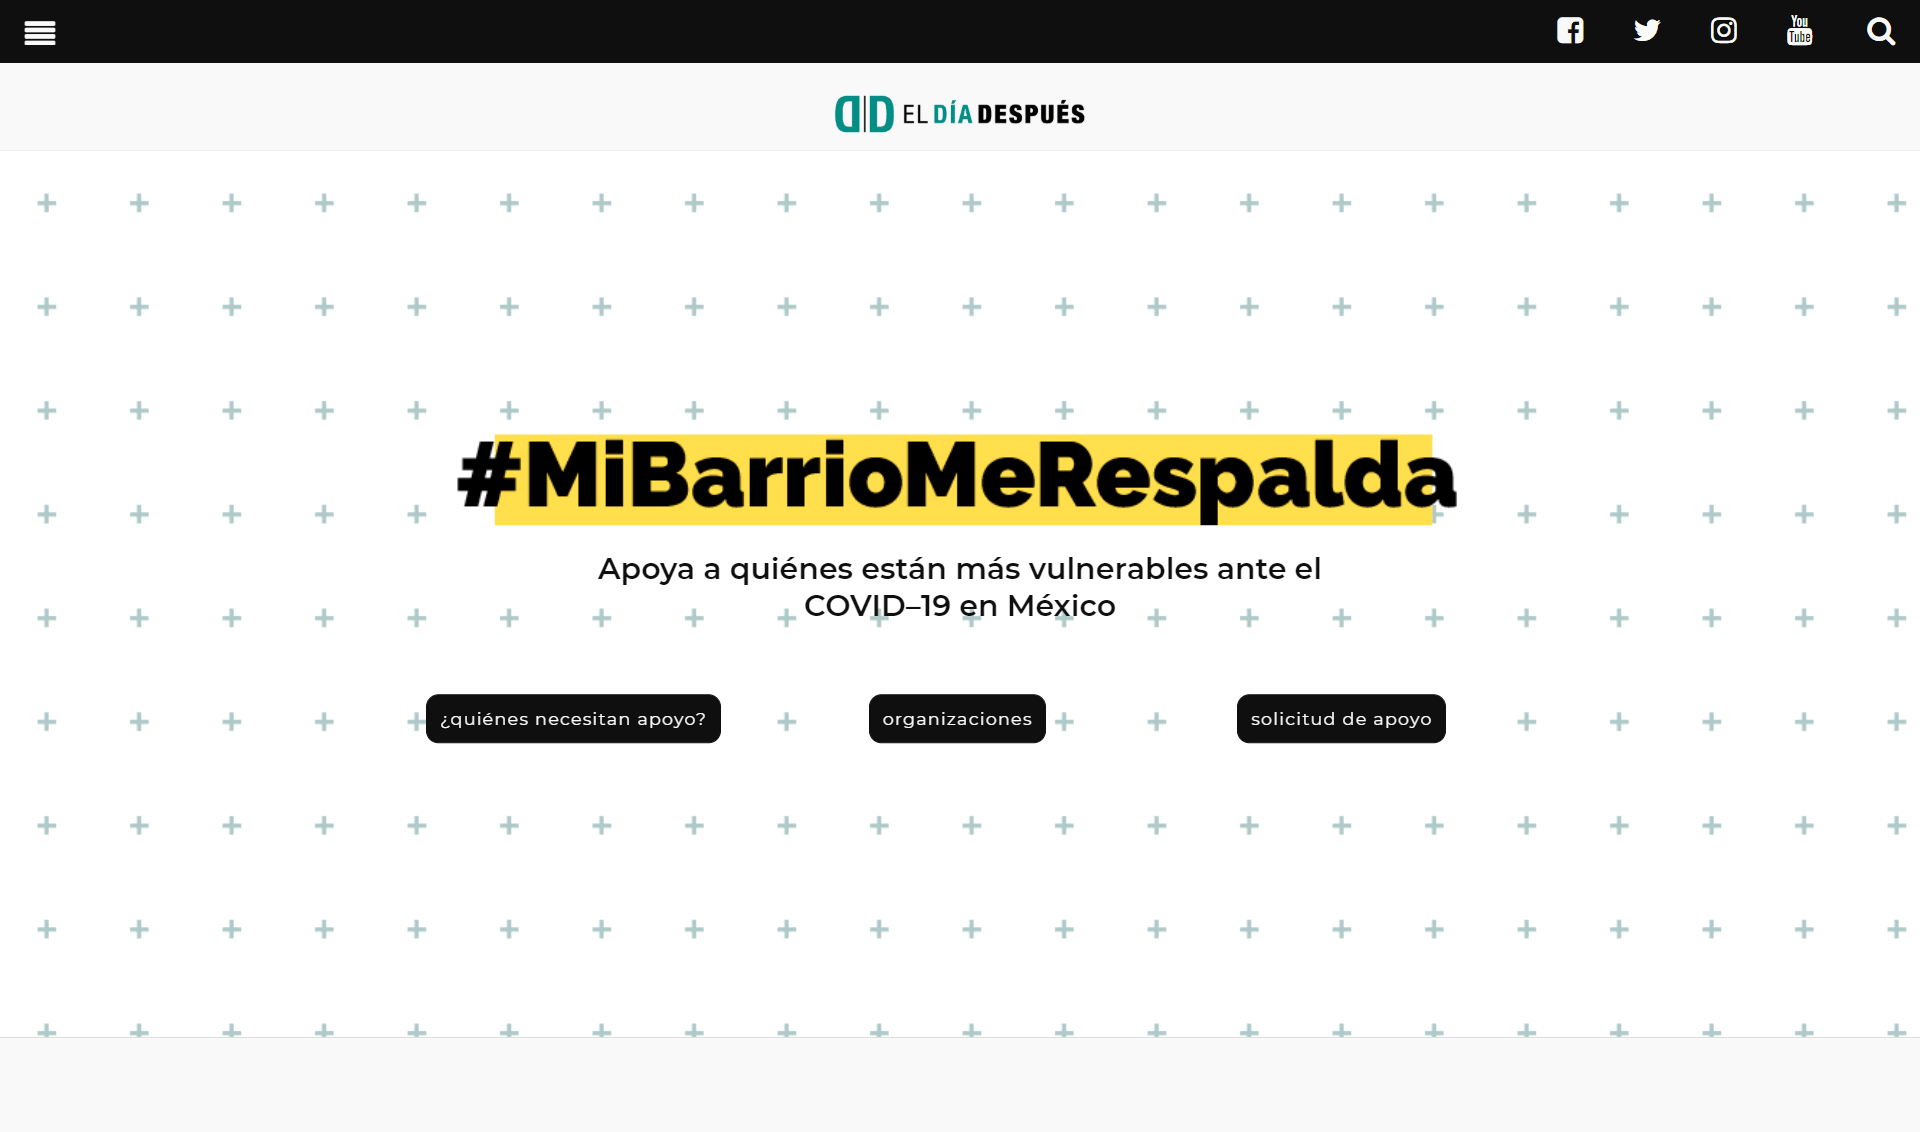 You
Tube
EL DÍA DESPUÉS
#MiBarrioMeRespalda
Apoya a quiénes están más vulnerables ante el
COVID–19 en México
¿quiénes necesitan apoyo?
organizaciones
solicitud de apoyo